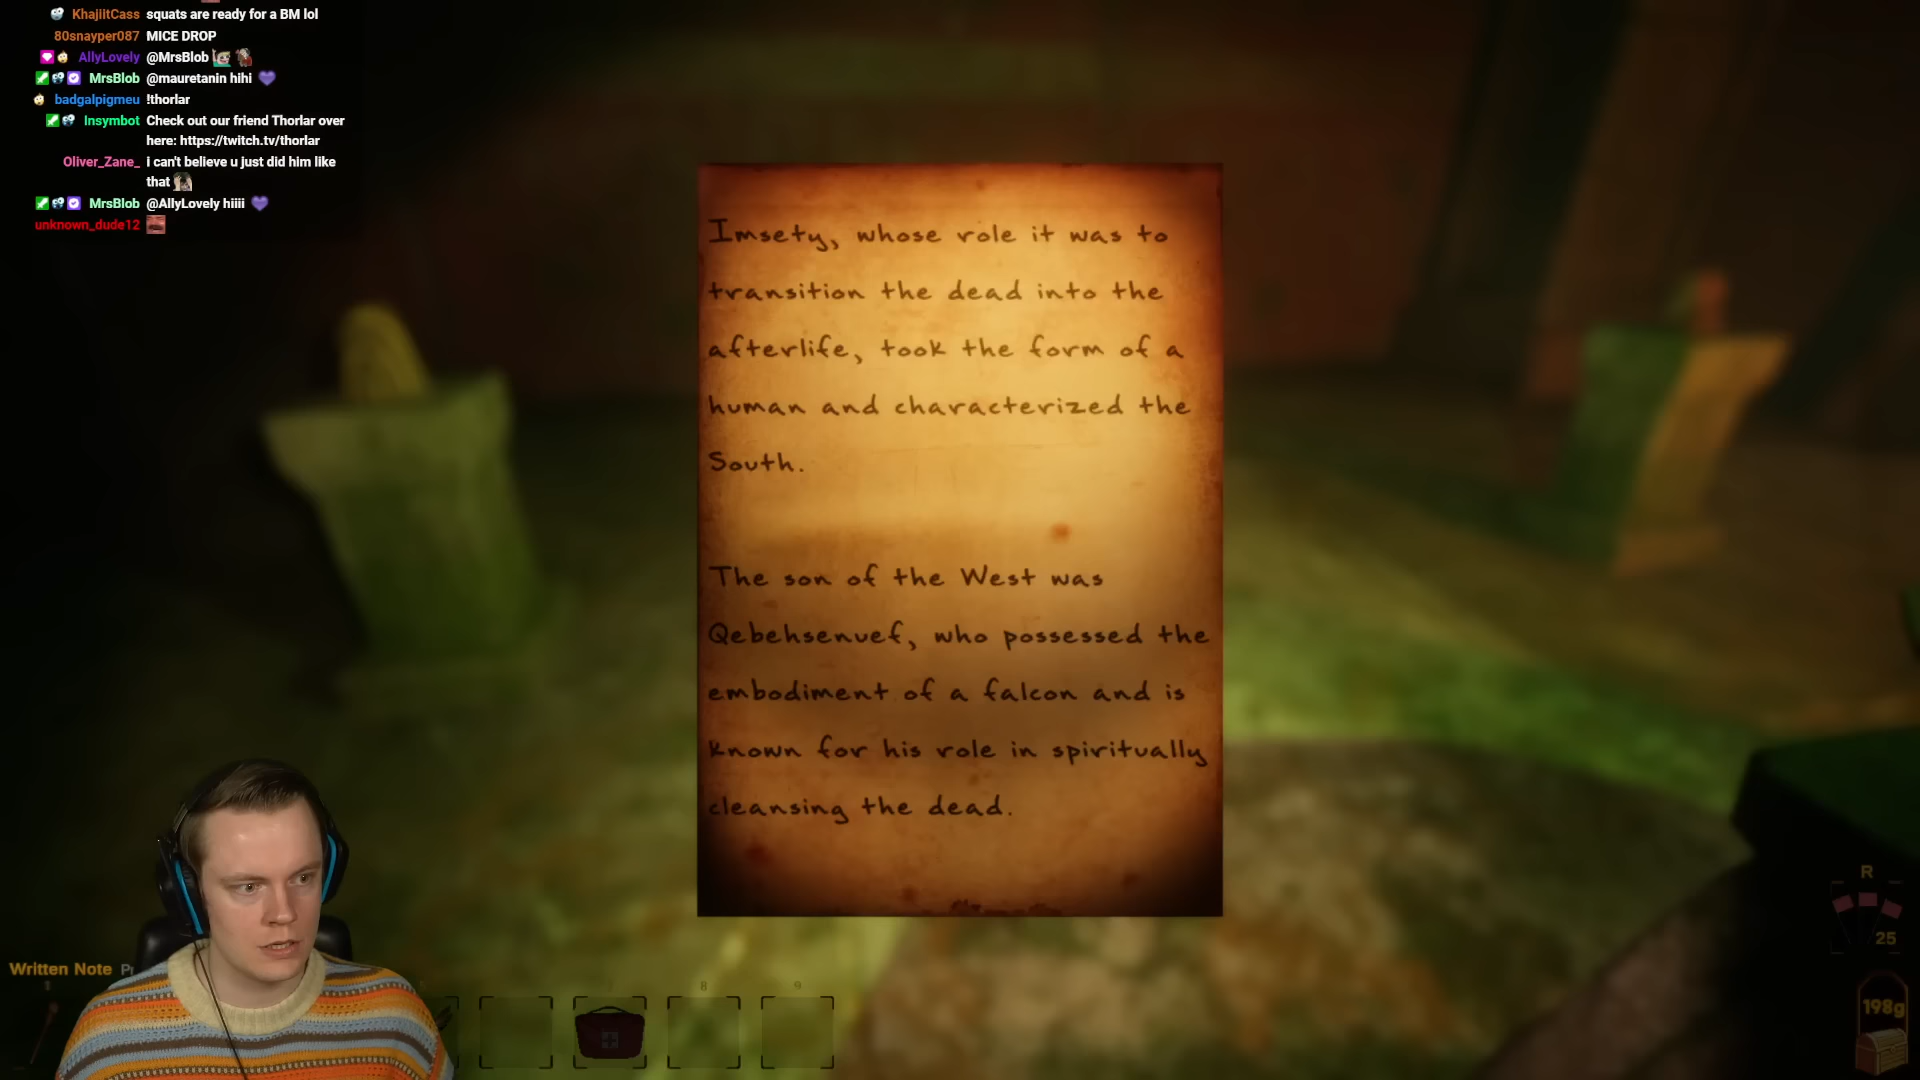 KhajiitCass squats are ready for a BM lol
80snayper087 MICE DROP
AllyLovely @MrsBlob
MrsBlob @mauretanin hihi
badgalpigmeu !thorlar
Insymbot Check out our friend Thorlar over
here: https://twitch.tv/thorlar
Oliver_Zane_ i can't believe u just did him like
that
MrsBlob @AllyLovely hiiii
unknown_dude12
Imsety, whose role it was to
transition the dead into the
afterlife, took the form of a
human and characterized the
South.
The son of the West was
Qebehsenuef, who possessed the
embodiment of a falcon and is
known for his role in spiritually
cleansing the dead.
R
25
Written Note
1
8
9
198g